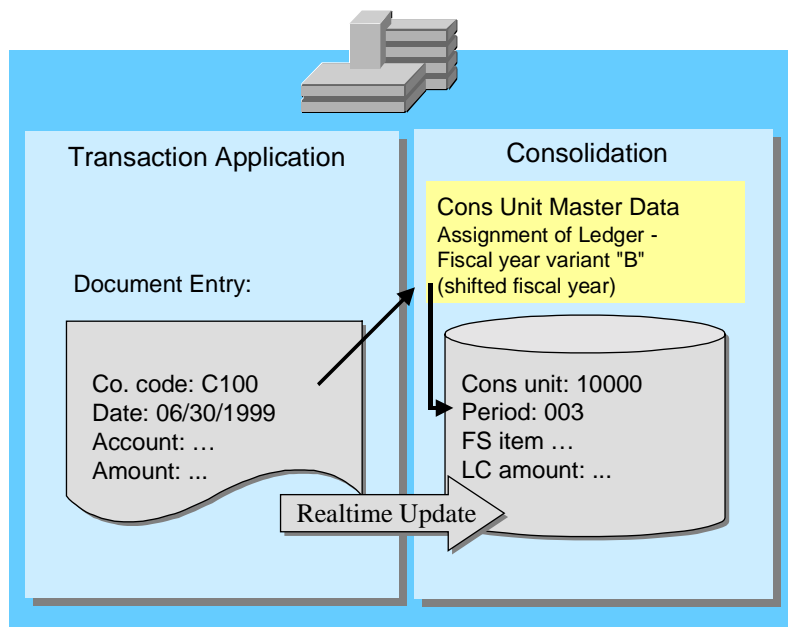 Transaction Application
Document Entry:
Co. code: C100
Date: 06/30/1999
Account: …
Amount: ...
Realtime Update
Consolidation
Cons Unit Master Data
Assignment of Ledger -
Fiscal year variant "B"
(shifted fiscal year)
Cons unit: 10000
Period: 003
FS item …
LC amount: ...